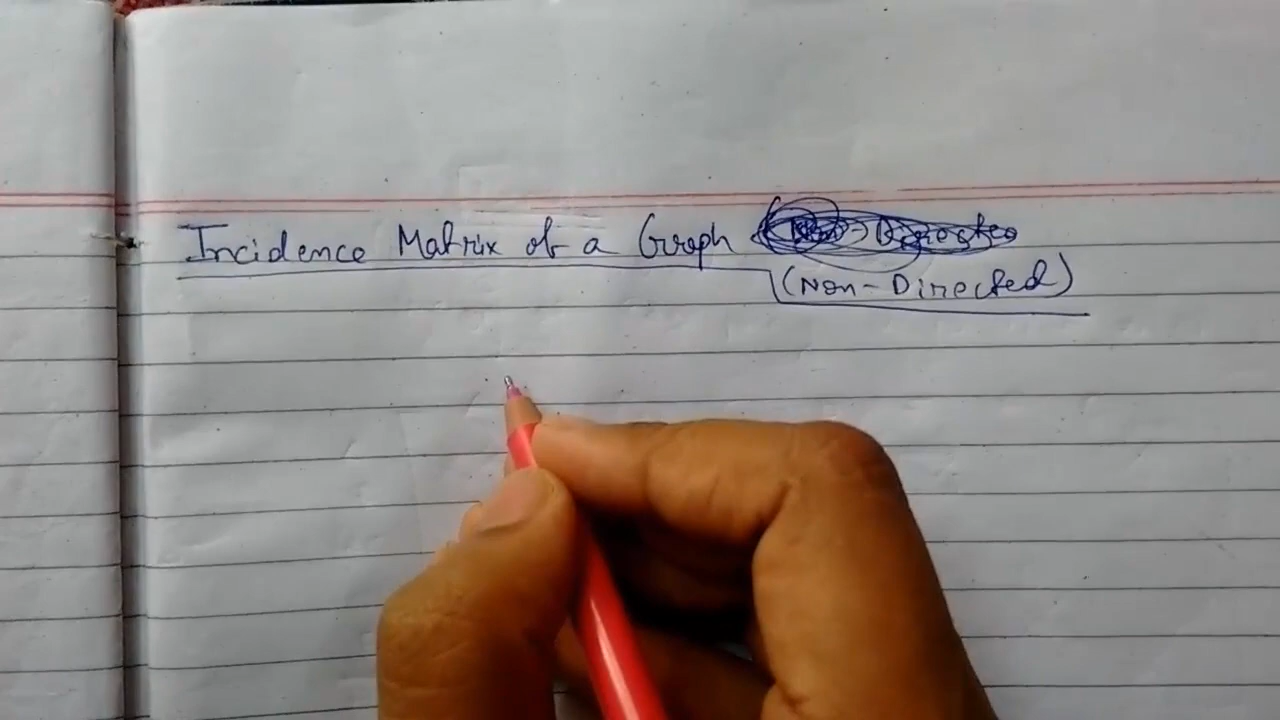 Incidence Matrix of a Graph
(Non-Directed)